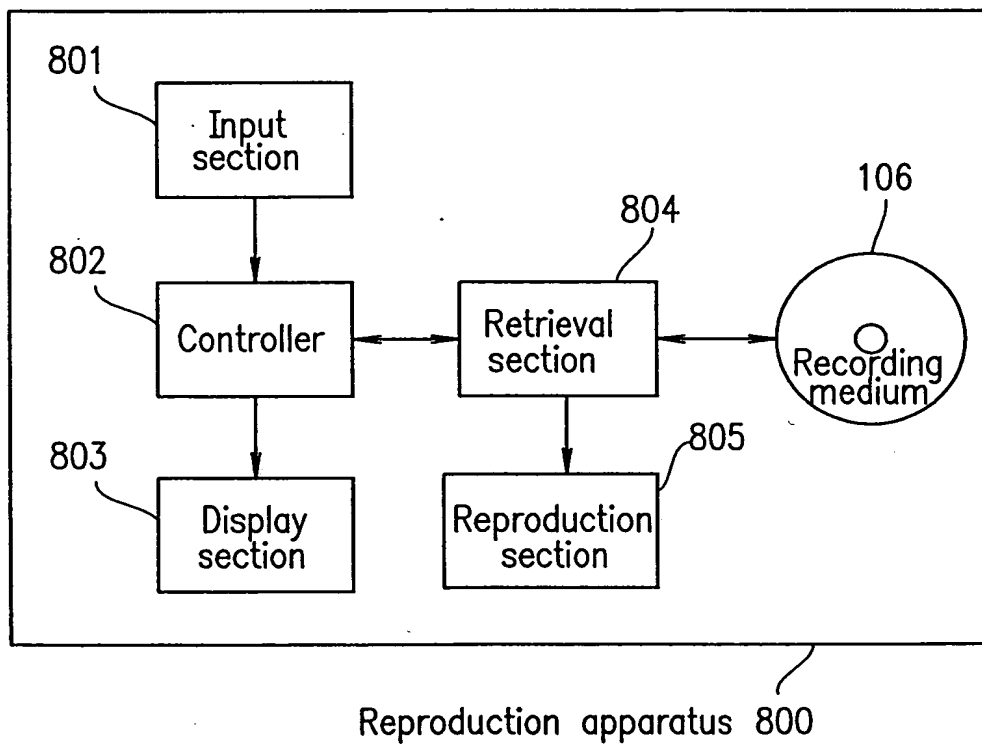 801
Input
section
106
804
802
Controller
Retrieval
section
Recording
medium
803
805
Display
section
Reproduction
section
Reproduction apparatus 800